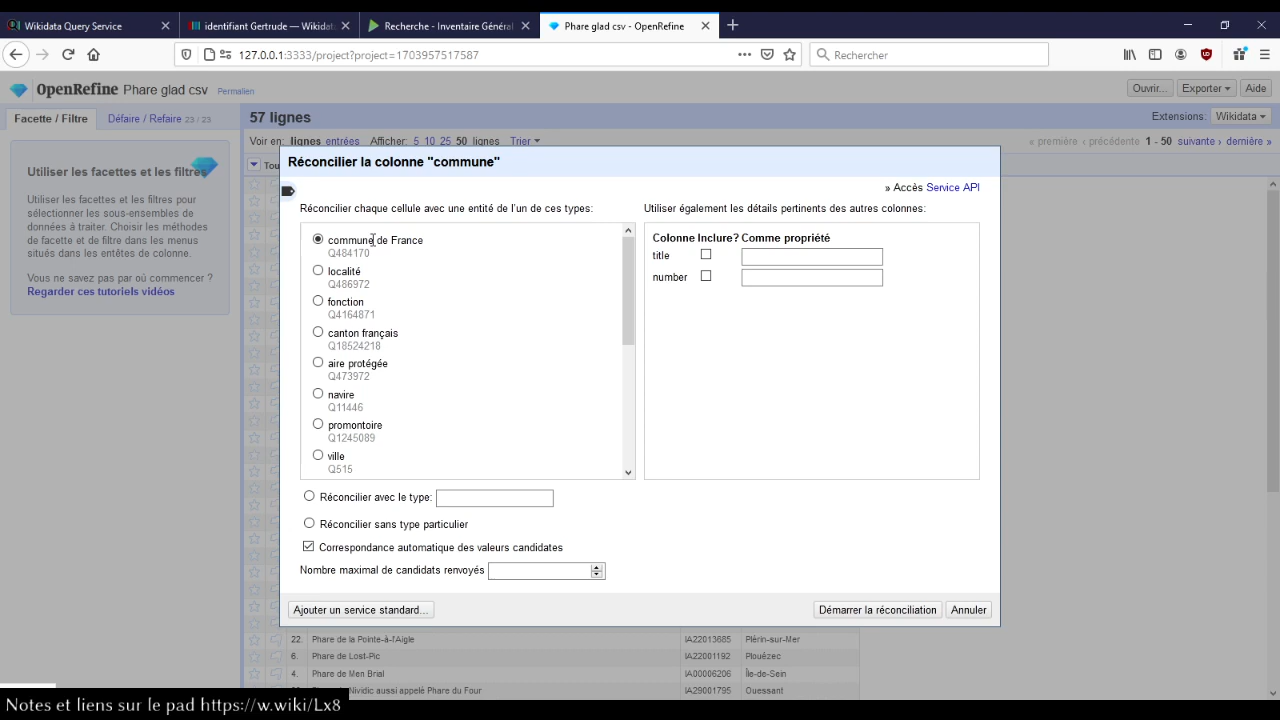 Wikidata Query Service
identifiant Gertrude — Wikidata
Recherche - Inventaire Général
Phare glad csv - OpenRefine
127.0.0.1:3333/project?project=1703957517587
Rechercher
OpenRefine Phare glad csv Permalien
Ouvrir... Exporter Aide
Facette / Filtre Défaire / Refaire 23 / 23
57 lignes
Extensions: Wikidata
Voir en: lignes entrées Afficher: 5 10 25 50 lignes Trier
« première ‹ précédente 1 - 50 suivante › dernière »
Utiliser les facettes et les filtres
Utiliser les facettes et les filtres pour
sélectionner les sous-ensembles de
données à traiter. Choisir les méthodes
de facette et de filtre dans les menus
situés dans les entêtes de colonne.
Vous ne savez pas par où commencer ?
Regarder ces tutoriels vidéos
Tou
Réconcilier la colonne "commune"
» Accès Service API
Réconcilier chaque cellule avec une entité de l'un de ces types:
commune de France
Q484170
localité
Q486972
fonction
Q4164871
canton français
Q18524218
aire protégée
Q473972
navire
Q11446
promontoire
Q1245089
ville
Q515
Utiliser également les détails pertinents des autres colonnes:
Colonne Inclure? Comme propriété
title
number
Réconcilier avec le type:
Réconcilier sans type particulier
Correspondance automatique des valeurs candidates
Nombre maximal de candidats renvoyés
Ajouter un service standard...
Démarrer la réconciliation Annuler
22. Phare de la Pointe-à-l'Aigle IA22013685 Plérin-sur-Mer
6. Phare de Lost-Pic IA22001192 Plouézec
4. Phare de Men Brial IA00006206 Île-de-Sein
Nividic aussi appelé Phare du Four IA29001795 Ouessant
Notes et liens sur le pad https://w.wiki/Lx8